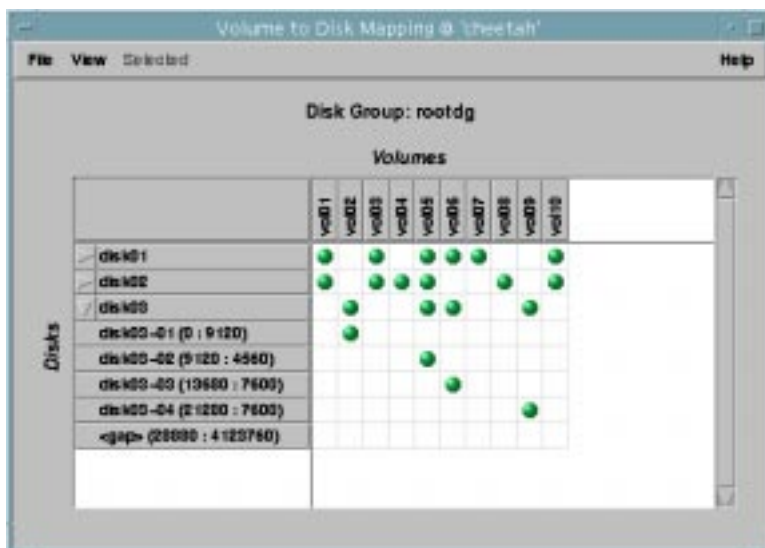 Volume to Disk Mapping @ 'cheetah'
File View Selected Help
Disk Group: rootdg
Volumes
vol01 vol02 vol03 vol04 vol05 vol06 vol07 vol08 vol09 vol10
Disks
disk01
disk02
disk03
disk03-01 (0 : 9120)
disk03-02 (9120 : 4560)
disk03-03 (13680 : 7600)
disk03-04 (21280 : 7600)
<gap> (28880 : 4123760)